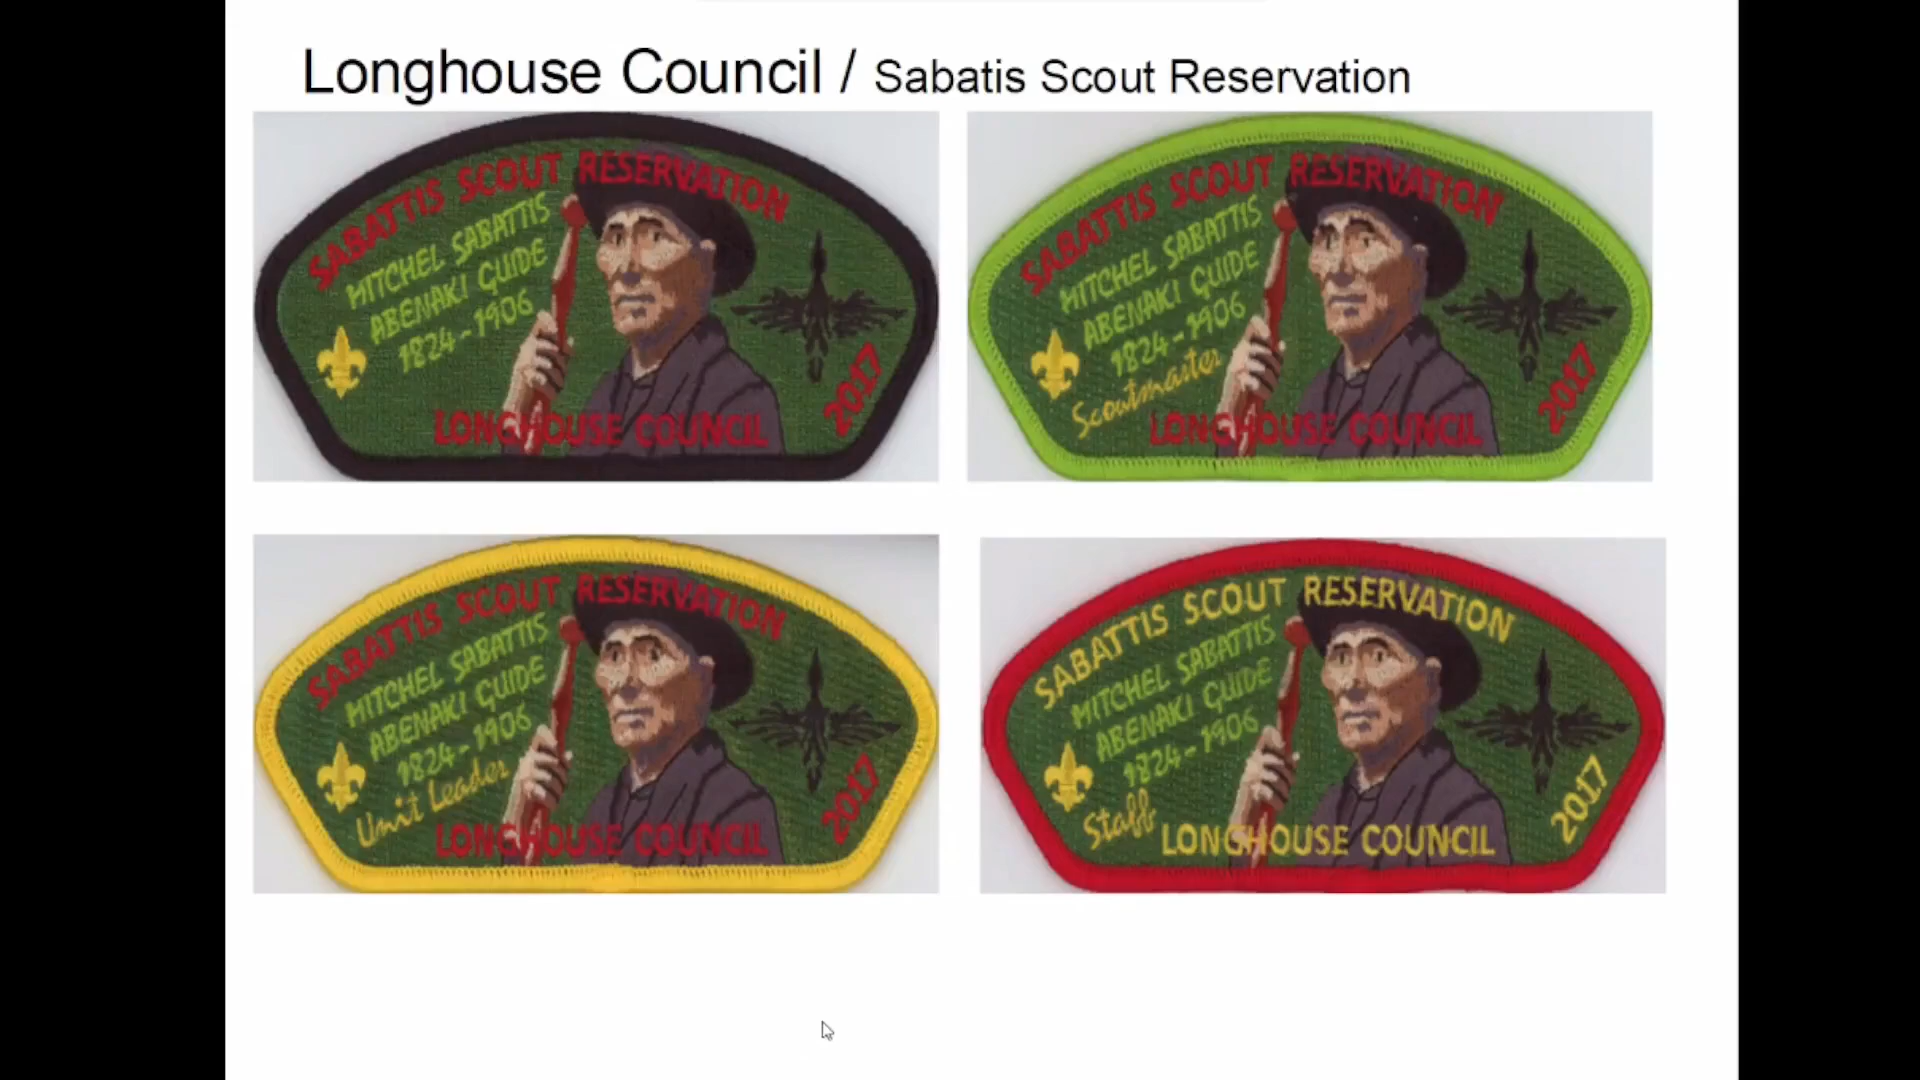 Longhouse Council / Sabatis Scout Reservation
SABATTIS SCOUT RESERVATION
MITCHEL SABATTIS
ABENAKI GUIDE
1824-1906
2017
LONGHOUSE COUNCIL
SABATTIS SCOUT RESERVATION
MITCHEL SABATTIS
ABENAKI GUIDE
1824-1906
Scoutmaster
2017
LONGHOUSE COUNCIL
SABATTIS SCOUT RESERVATION
MITCHEL SABATTIS
ABENAKI GUIDE
1824-1906
Unit Leader
2017
LONGHOUSE COUNCIL
SABATTIS SCOUT RESERVATION
MITCHEL SABATTIS
ABENAKI GUIDE
1824-1906
Staff
2017
LONGHOUSE COUNCIL